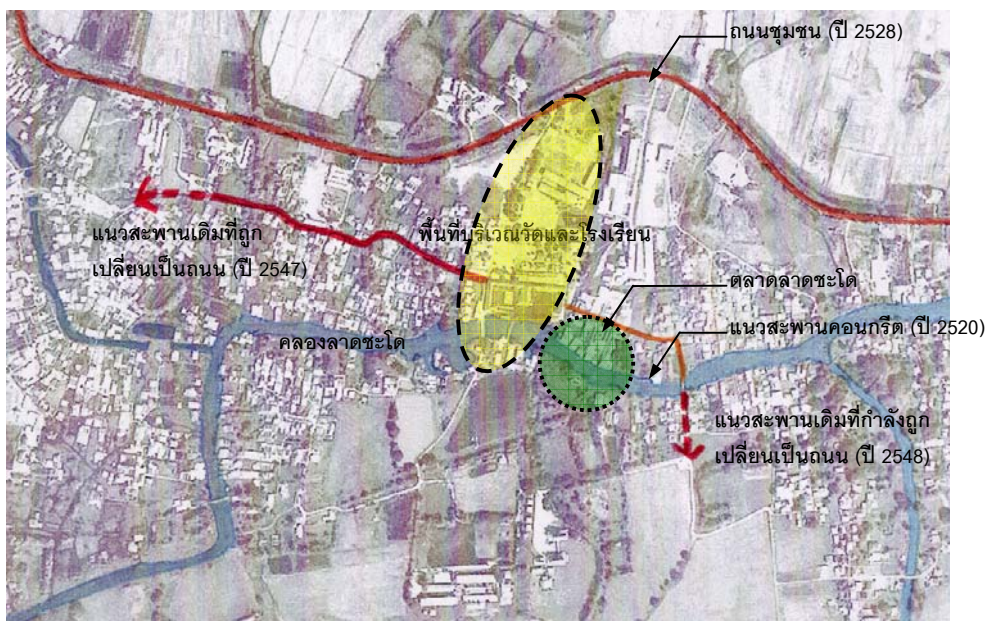 ถนนชุมชน (ปี 2528)
แนวสะพานเดิมที่ถูก
เปลี่ยนเป็นถนน (ปี 2547)
พื้นที่บริเวณวัดและโรงเรียน
ตลาดลาดชะโด
แนวสะพานคอนกรีต (ปี 2520)
คลองลาดชะโด
แนวสะพานเดิมที่กำลังถูก
เปลี่ยนเป็นถนน (ปี 2548)